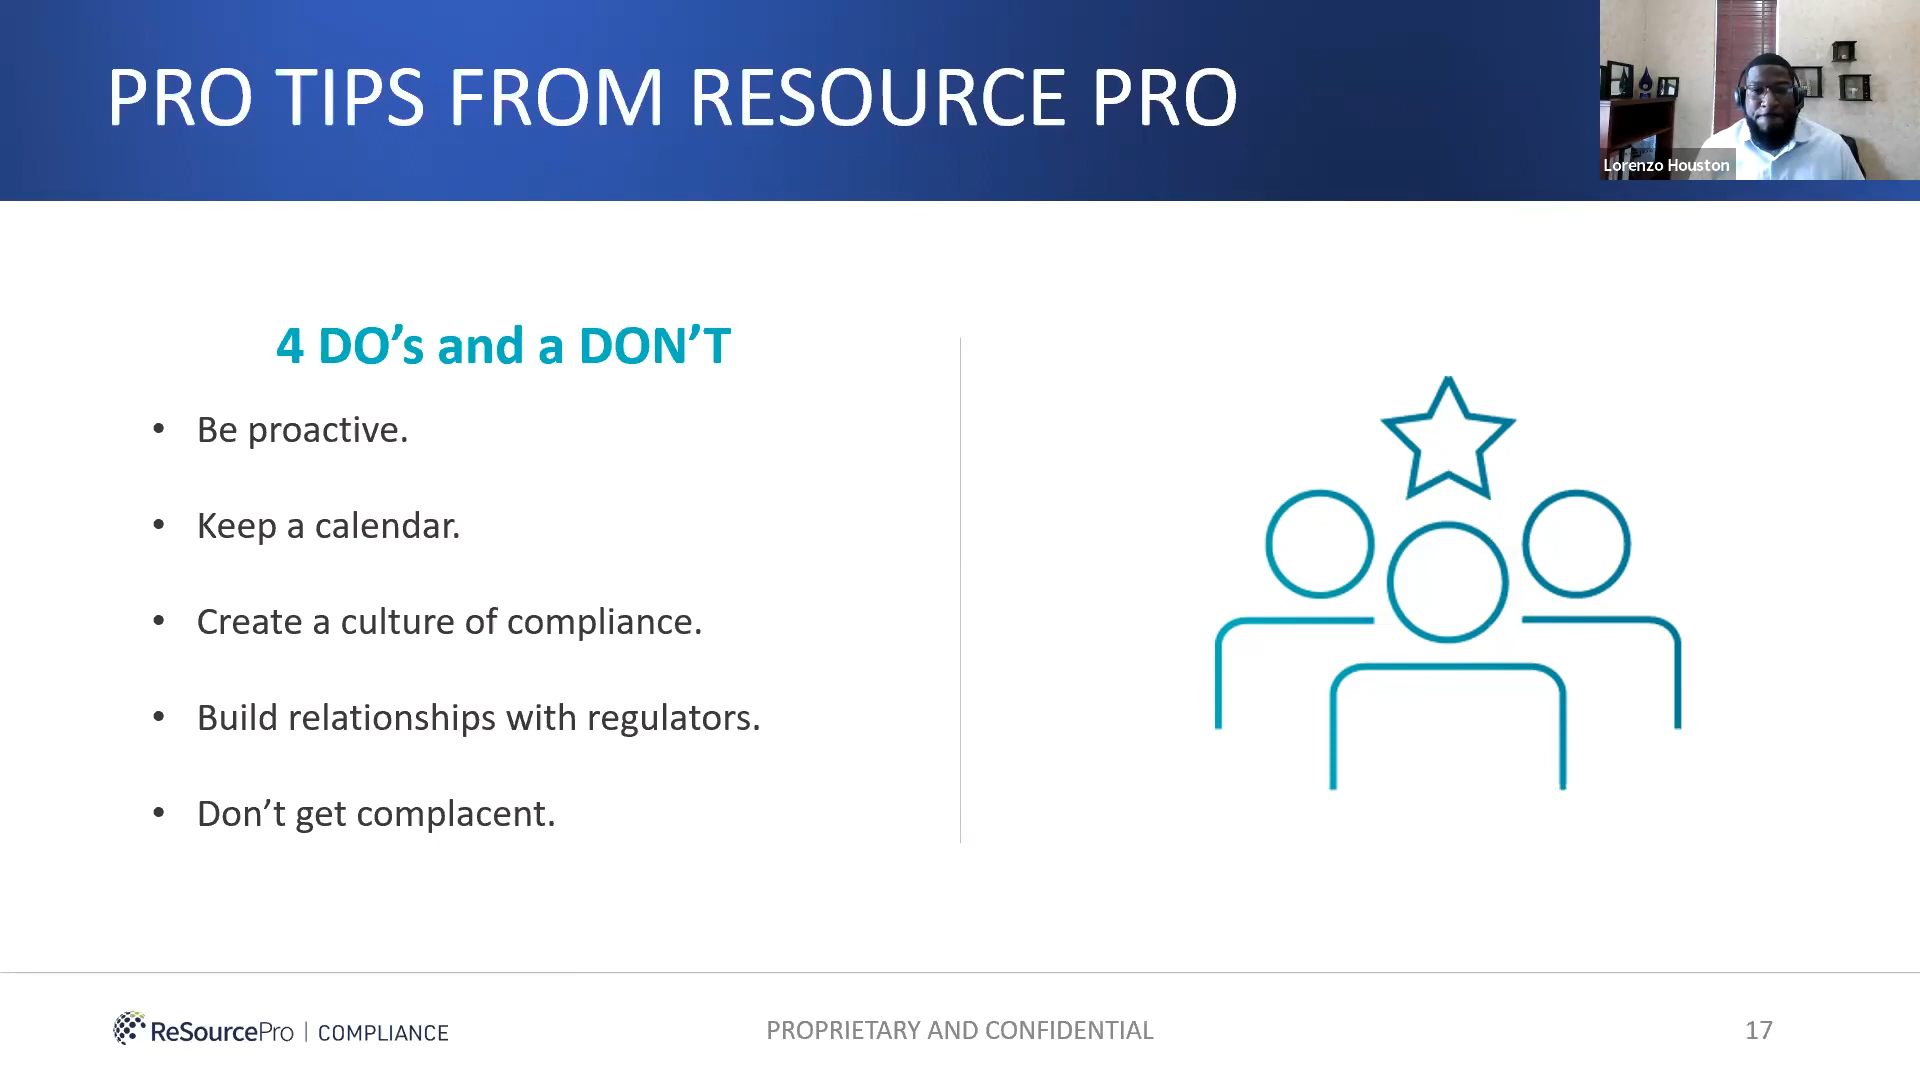 PRO TIPS FROM RESOURCE PRO
Lorenzo Houston
4 DO’s and a DON’T
• Be proactive.
• Keep a calendar.
• Create a culture of compliance.
• Build relationships with regulators.
• Don’t get complacent.
ReSourcePro | COMPLIANCE
PROPRIETARY AND CONFIDENTIAL
17